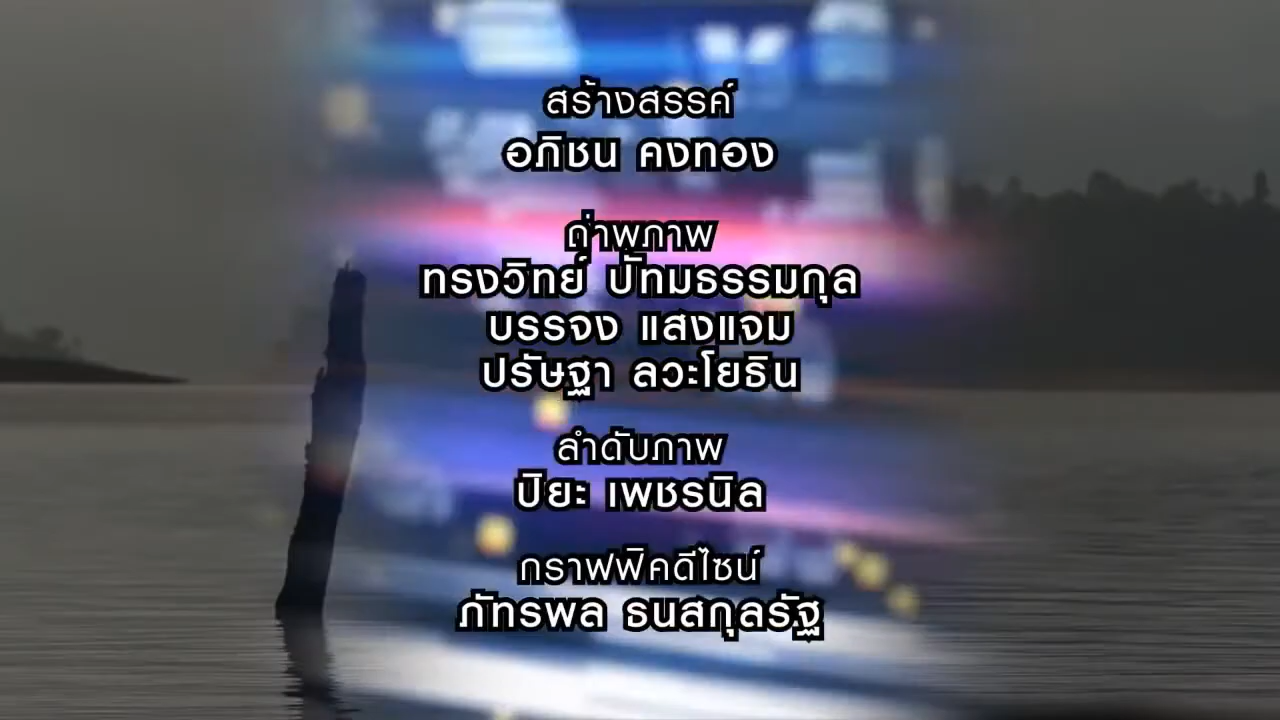 สร้างสรรค์
อภิชน คงทอง
ถ่าพภาพ
ทรงวิทย์ ปัทมธรรมกุล
บรรจง แสงแจม
ปรัษฐา ลวะโยธิน
ลำดับภาพ
ปิยะ เพชรนิล
กราฟฟิคดีไซน์
ภัทรพล ธนสกุลรัฐ